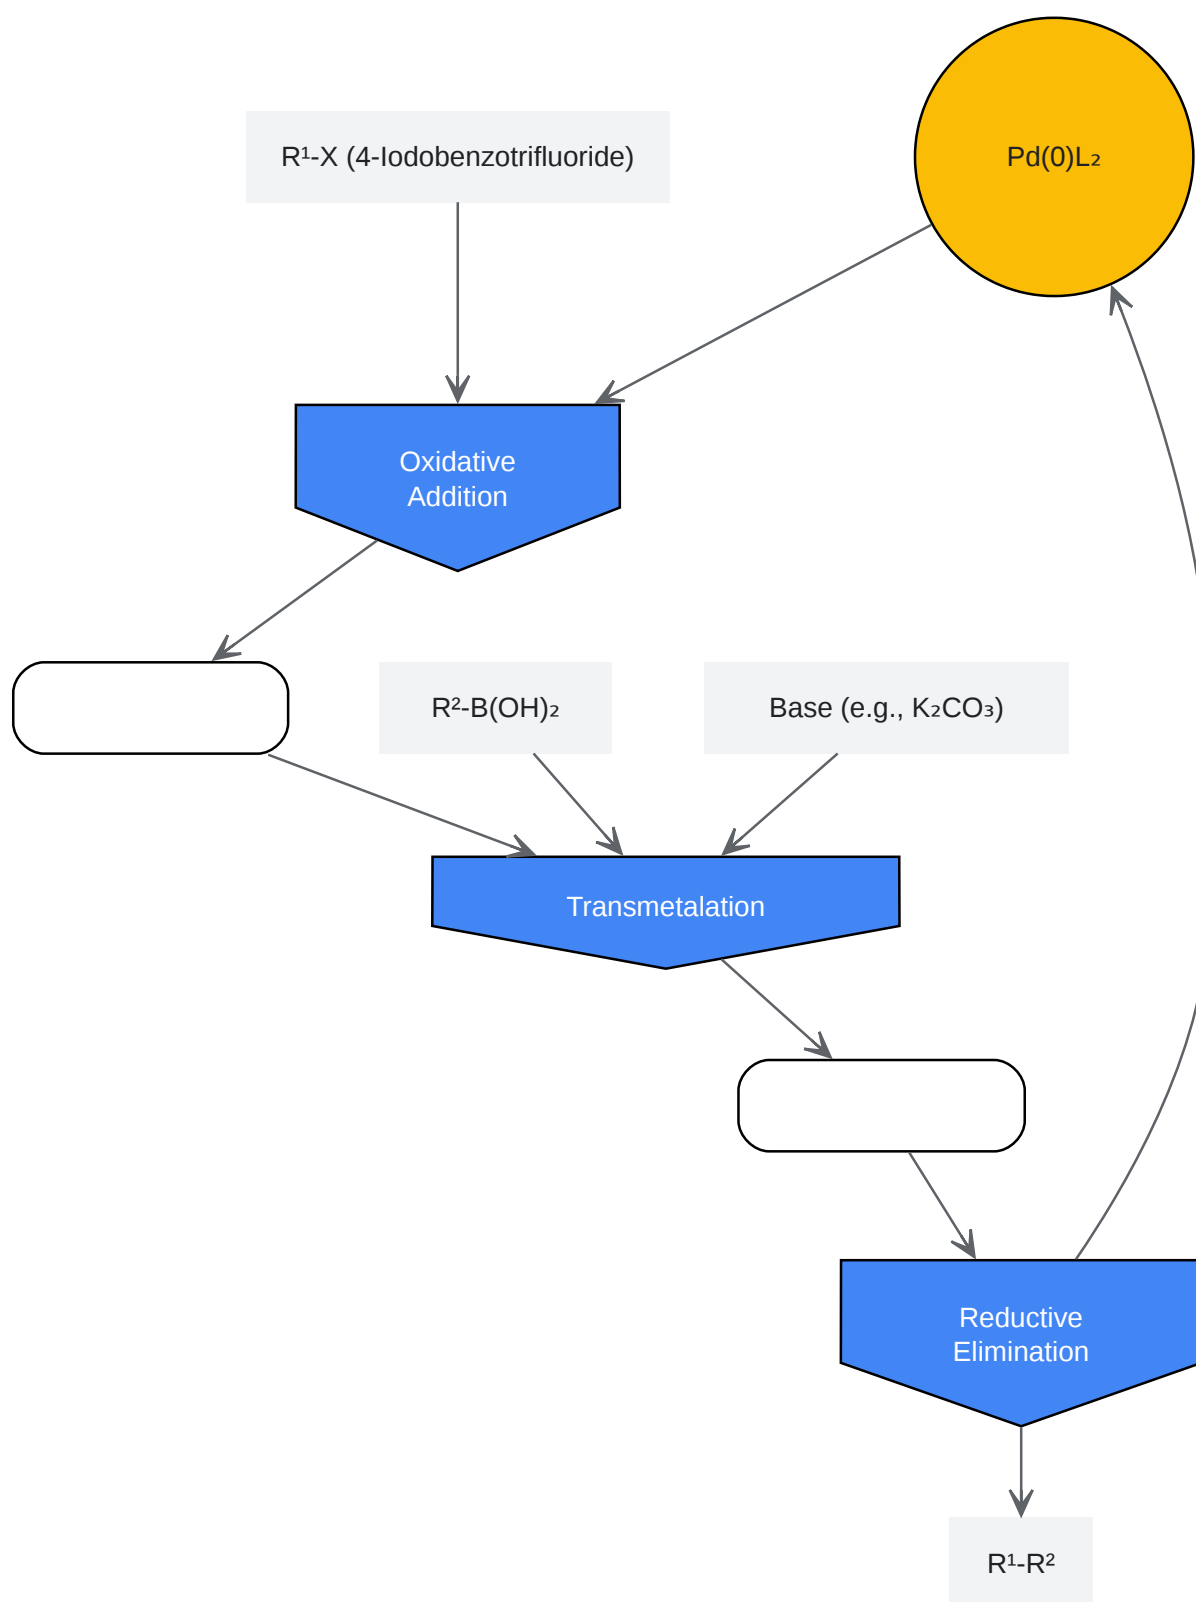 R¹-X (4-Iodobenzotrifluoride)
Pd(0)L₂
Oxidative
Addition
R²-B(OH)₂
Base (e.g., K₂CO₃)
Transmetalation
Reductive
Elimination
R¹-R²